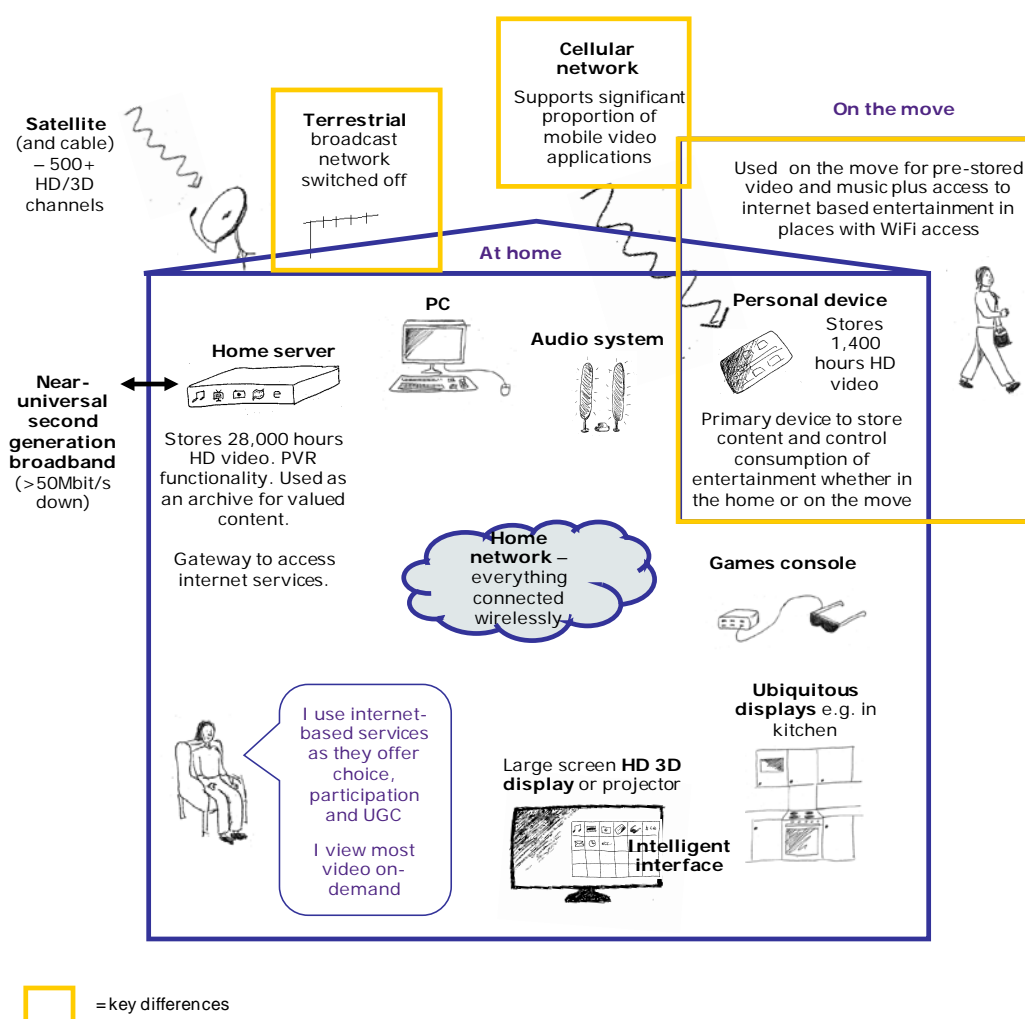 Cellular
network
Supports significant
proportion of
mobile video
applications
On the move
Satellite
(and cable)
– 500+
HD/3D
channels
Terrestrial
broadcast
network
switched off
Used on the move for pre-stored
video and music plus access to
internet based entertainment in
places with WiFi access
At home
PC
Personal device
Stores
1,400
hours HD
video
Audio system
Home server
Near-
universal
second
generation
broadband
(>50Mbit/s
down)
Stores 28,000 hours
HD video. PVR
functionality. Used as
an archive for valued
content.
Gateway to access
internet services.
Primary device to store
content and control
consumption of
entertainment whether in
the home or on the move
Home
network –
everything
connected
wirelessly
Games console
Ubiquitous
displays e.g. in
kitchen
I use internet-
based services
as they offer
choice,
participation
and UGC
I view most
video on-
demand
Large screen HD 3D
display or projector
Intelligent
interface
= key differences